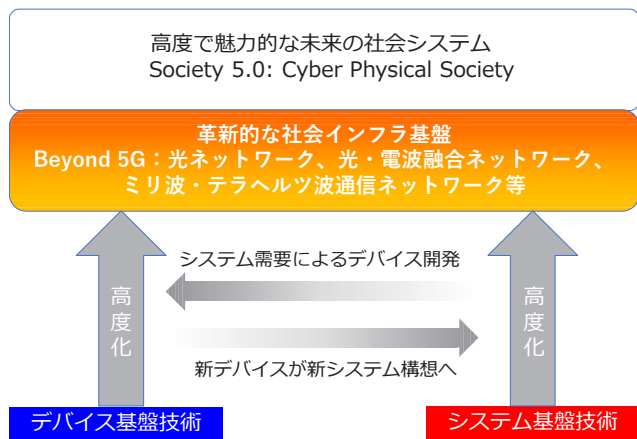 高度で魅力的な未来の社会システム
Society 5.0: Cyber Physical Society
革新的な社会インフラ基盤
Beyond 5G：光ネットワーク、光・電波融合ネットワーク、
ミリ波・テラヘルツ波通信ネットワーク等
システム需要によるデバイス開発
高度化
高度化
新デバイスが新システム構想へ
デバイス基盤技術
システム基盤技術